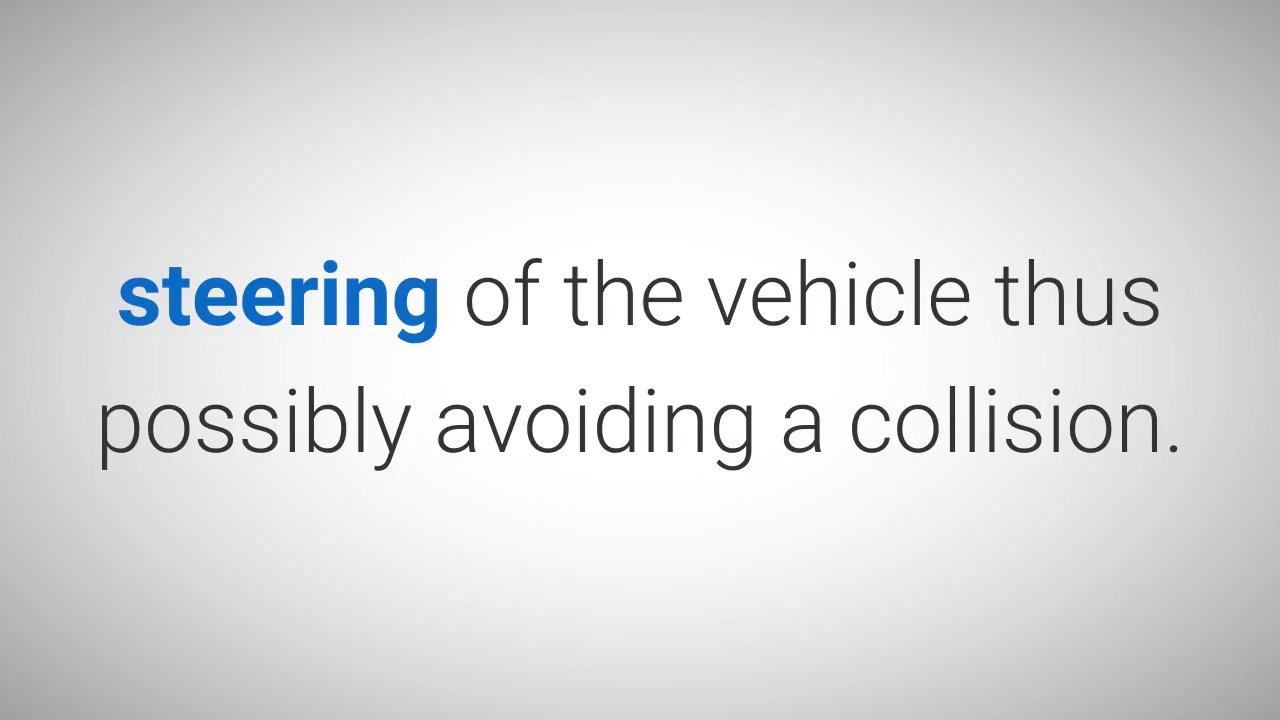 steering of the vehicle thus
possibly avoiding a collision.